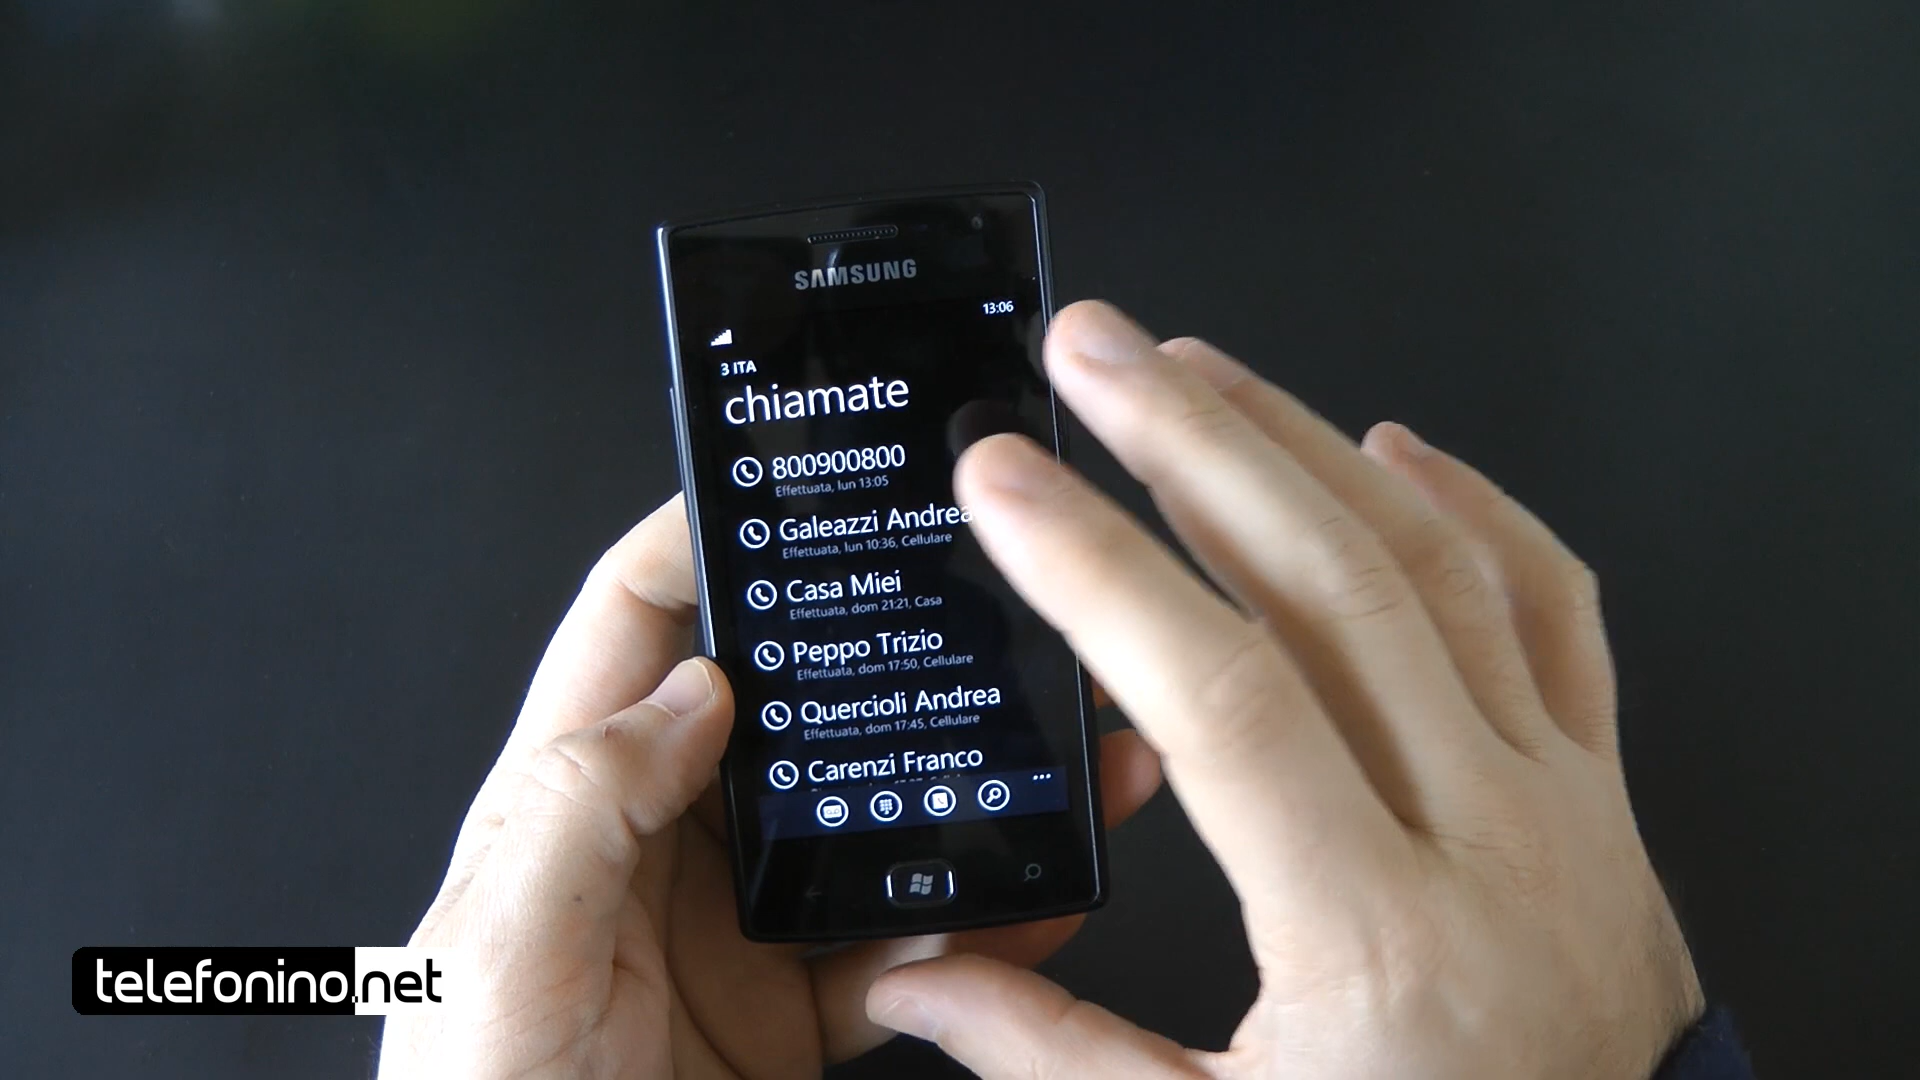 SAMSUNG
13:06
3 ITA
chiamate
800900800
Effettuata, lun 13:05
Galeazzi Andrea
Effettuata, lun 10:36, Cellulare
Casa Miei
Effettuata, dom 21:21, Casa
Peppo Trizio
Effettuata, dom 17:50, Cellulare
Quercioli Andrea
Effettuata, dom 17:45, Cellulare
Carenzi Franco
telefonino.net